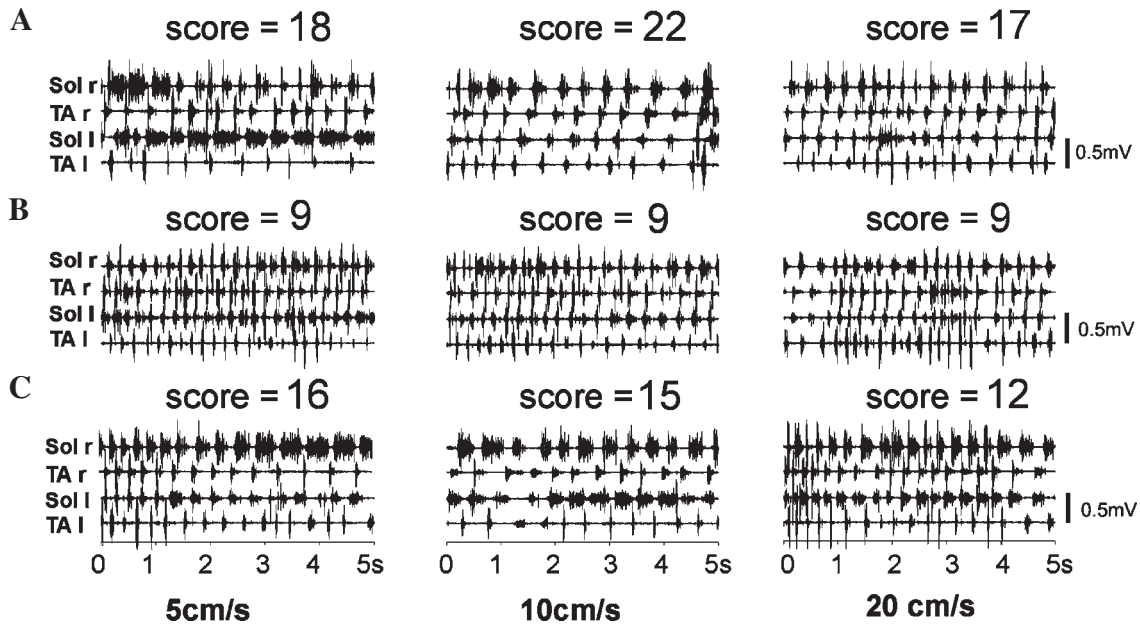 A
score = 18
score = 22
score = 17
Sol r
TA r
Sol l
TA l
0.5mV
B
score = 9
score = 9
score = 9
Sol r
TA r
Sol l
TA l
0.5mV
C
score = 16
score = 15
score = 12
Sol r
TA r
Sol l
TA l
0.5mV
0 1 2 3 4 5s
0 1 2 3 4 5s
0 1 2 3 4 5s
5cm/s
10cm/s
20 cm/s